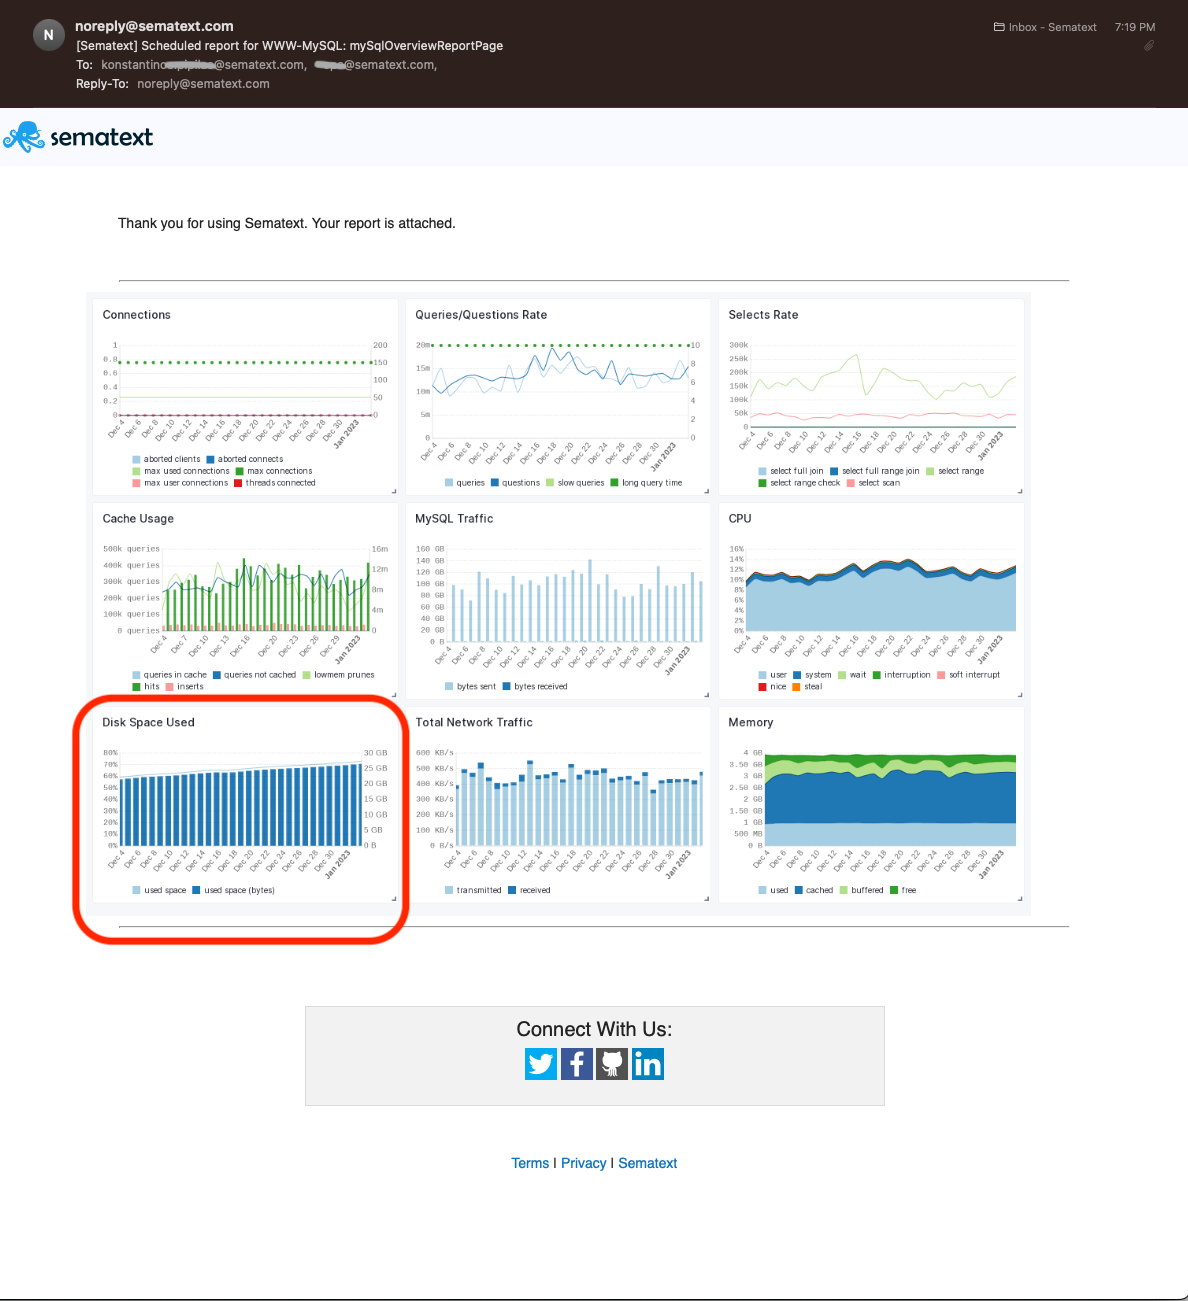 N
noreply@sematext.com
Inbox - Sematext 7:19 PM
[Sematext] Scheduled report for WWW-MySQL: mySqlOverviewReportPage
To: @sematext.com, @sematext.com,
Reply-To: noreply@sematext.com
sematext
Thank you for using Sematext. Your report is attached.
Connections
1 200
0.8 150
0.6 100
0.4
0.2 50
0 0
Dec 4 Dec 6 Dec 8 Dec 10 Dec 12 Dec 14 Dec 16 Dec 18 Dec 20 Dec 22 Dec 24 Dec 26 Dec 28 Dec 30 Jan 2023
aborted clients aborted connects
max used connections max connections
max user connections threads connected
Queries/Questions Rate
20m 10
15m 8
10m 6
5m 4
2
0 0
Dec 4 Dec 6 Dec 8 Dec 10 Dec 12 Dec 14 Dec 16 Dec 18 Dec 20 Dec 22 Dec 24 Dec 26 Dec 28 Dec 30 Jan 2023
queries questions slow queries long query time
Selects Rate
300k
250k
200k
150k
100k
50k
0
Dec 4 Dec 6 Dec 8 Dec 10 Dec 12 Dec 14 Dec 16 Dec 18 Dec 20 Dec 22 Dec 24 Dec 26 Dec 28 Dec 30 Jan 2023
select full join select full range join select range
select range check select scan
Cache Usage
500k queries 16m
400k queries 12m
300k queries 8m
200k queries
100k queries 4m
0 queries 0
Dec 4 Dec 7 Dec 10 Dec 13 Dec 16 Dec 20 Dec 23 Dec 26 Dec 29 Jan 2023
queries in cache queries not cached lowmem prunes
hits inserts
MySQL Traffic
160 GB
140 GB
120 GB
100 GB
80 GB
60 GB
40 GB
20 GB
0 B
Dec 4 Dec 6 Dec 8 Dec 10 Dec 12 Dec 14 Dec 16 Dec 18 Dec 20 Dec 22 Dec 24 Dec 26 Dec 28 Dec 30 Jan 2023
bytes sent bytes received
CPU
16%
14%
12%
10%
8%
6%
4%
2%
0%
Dec 4 Dec 6 Dec 8 Dec 10 Dec 12 Dec 14 Dec 16 Dec 18 Dec 20 Dec 22 Dec 24 Dec 26 Dec 28 Dec 30 Jan 2023
user system wait interruption soft interrupt
nice steal
Disk Space Used
80% 30 GB
70% 25 GB
60% 20 GB
50% 15 GB
40% 10 GB
30% 5 GB
20%
10%
0% 0 B
Dec 4 Dec 6 Dec 8 Dec 10 Dec 12 Dec 14 Dec 16 Dec 18 Dec 20 Dec 22 Dec 24 Dec 26 Dec 28 Dec 30 Jan 2023
used space used space (bytes)
Total Network Traffic
600 KB/s
500 KB/s
400 KB/s
300 KB/s
200 KB/s
100 KB/s
0 B/s
Dec 4 Dec 6 Dec 8 Dec 10 Dec 12 Dec 14 Dec 16 Dec 18 Dec 20 Dec 22 Dec 24 Dec 26 Dec 28 Dec 30 Jan 2023
transmitted received
Memory
4 GB
3.50 GB
3 GB
2.50 GB
2 GB
1.50 GB
1 GB
500 MB
0 B
Dec 4 Dec 6 Dec 8 Dec 10 Dec 12 Dec 14 Dec 16 Dec 18 Dec 20 Dec 22 Dec 24 Dec 26 Dec 28 Dec 30 Jan 2023
used cached buffered free
Connect With Us:
f in
Terms | Privacy | Sematext